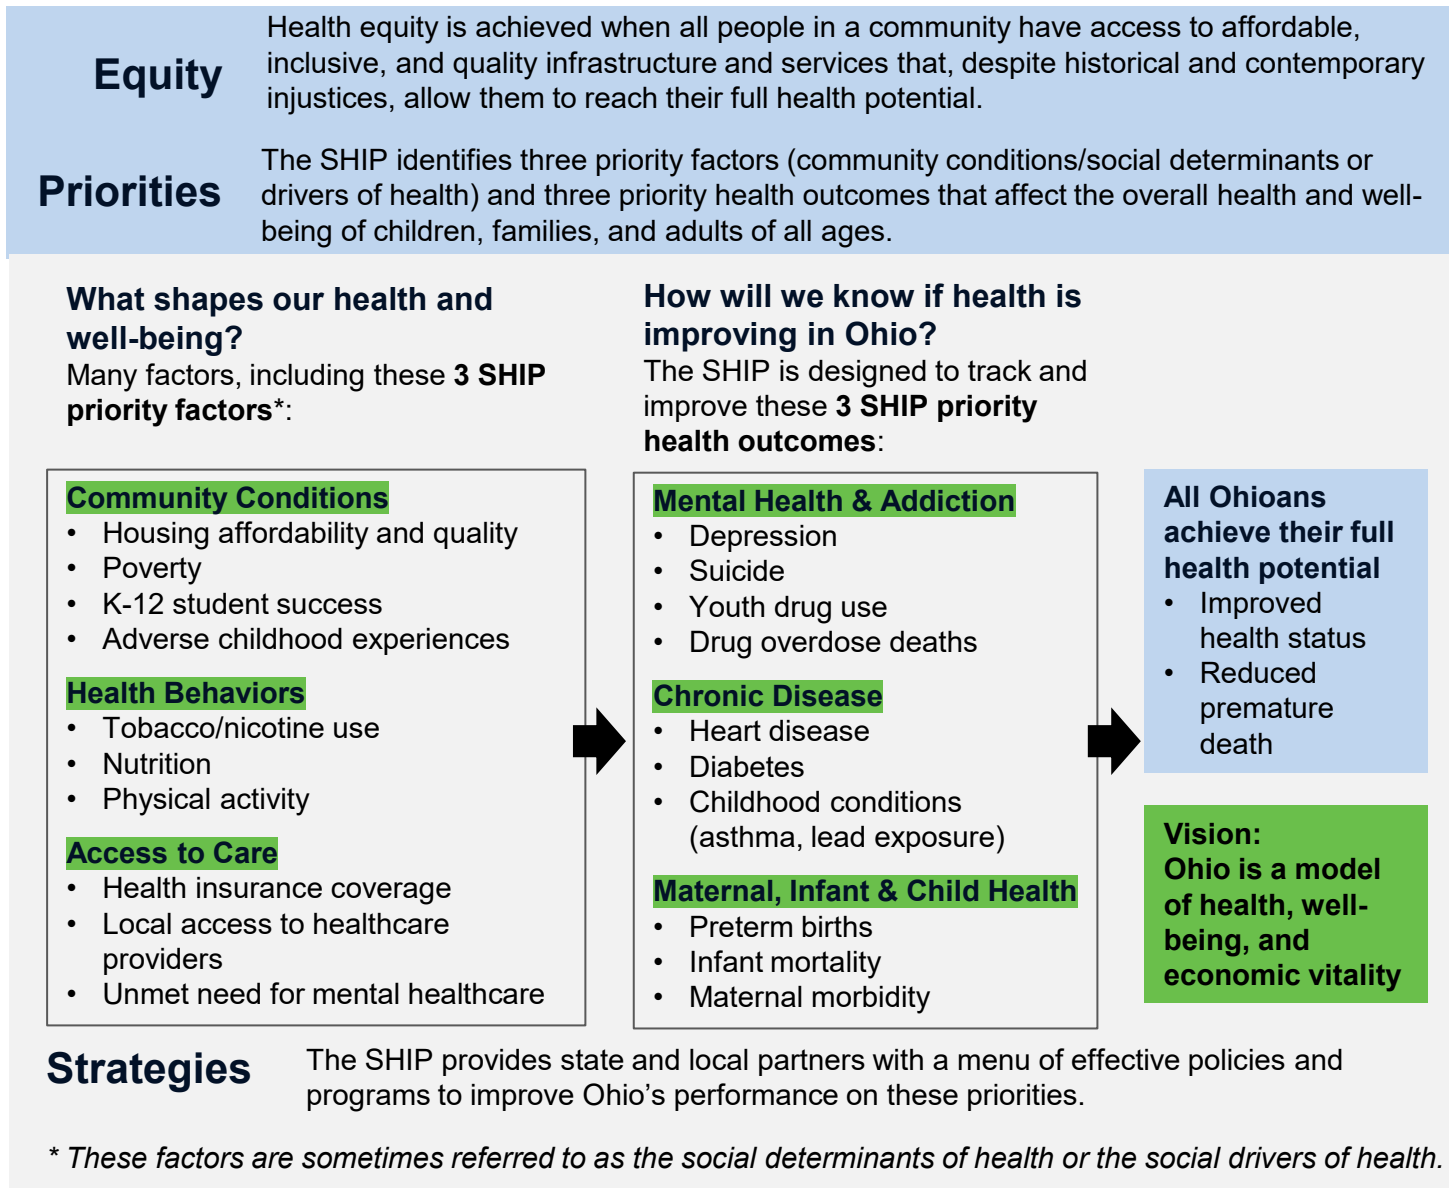 Equity
Health equity is achieved when all people in a community have access to affordable,
inclusive, and quality infrastructure and services that, despite historical and contemporary
injustices, allow them to reach their full health potential.
Priorities
The SHIP identifies three priority factors (community conditions/social determinants or
drivers of health) and three priority health outcomes that affect the overall health and well-
being of children, families, and adults of all ages.
What shapes our health and
well-being?
Many factors, including these 3 SHIP
priority factors*:
Community Conditions
• Housing affordability and quality
• Poverty
• K-12 student success
• Adverse childhood experiences
Health Behaviors
• Tobacco/nicotine use
• Nutrition
• Physical activity
Access to Care
• Health insurance coverage
• Local access to healthcare
providers
• Unmet need for mental healthcare
How will we know if health is
improving in Ohio?
The SHIP is designed to track and
improve these 3 SHIP priority
health outcomes:
Mental Health & Addiction
• Depression
• Suicide
• Youth drug use
• Drug overdose deaths
Chronic Disease
• Heart disease
• Diabetes
• Childhood conditions
(asthma, lead exposure)
Maternal, Infant & Child Health
• Preterm births
• Infant mortality
• Maternal morbidity
All Ohioans
achieve their full
health potential
• Improved
health status
• Reduced
premature
death
Vision:
Ohio is a model
of health, well-
being, and
economic vitality
Strategies
The SHIP provides state and local partners with a menu of effective policies and
programs to improve Ohio’s performance on these priorities.
* These factors are sometimes referred to as the social determinants of health or the social drivers of health.